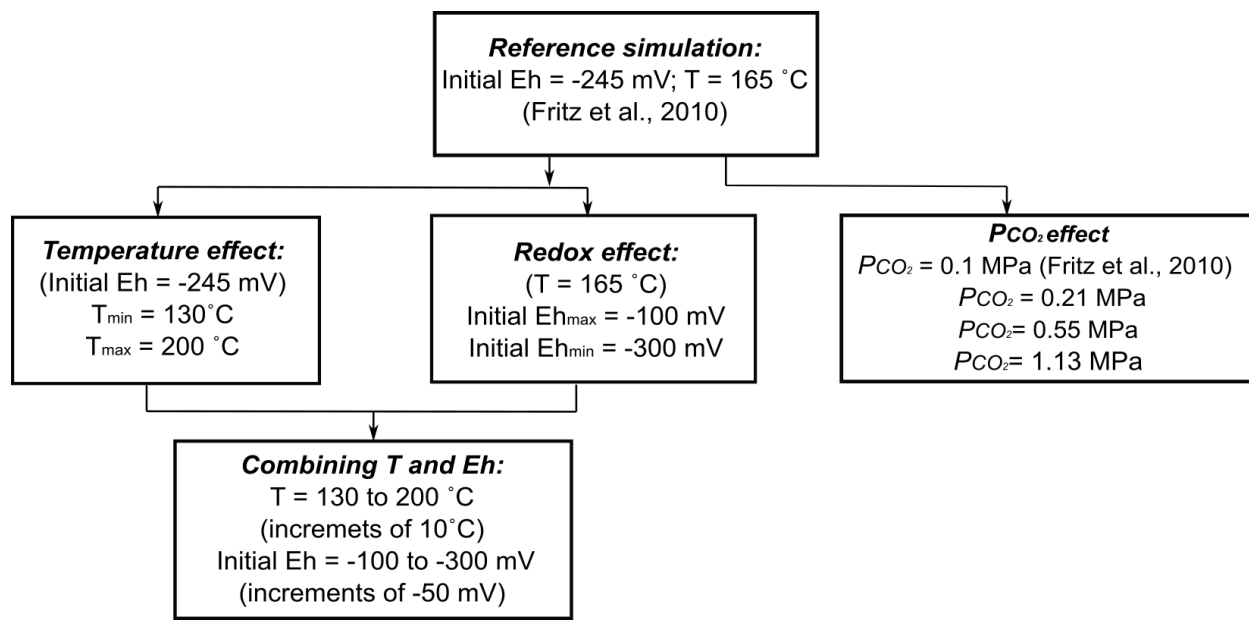 Reference simulation:
Initial Eh = -245 mV; T = 165 ˚C
(Fritz et al., 2010)
Temperature effect:
(Initial Eh = -245 mV)
Tmin = 130˚C
Tmax = 200 ˚C
Redox effect:
(T = 165 ˚C)
Initial Ehmax = -100 mV
Initial Ehmin = -300 mV
PCO₂ effect
PCO₂ = 0.1 MPa (Fritz et al., 2010)
PCO₂ = 0.21 MPa
PCO₂= 0.55 MPa
PCO₂= 1.13 MPa
Combining T and Eh:
T = 130 to 200 ˚C
(incremets of 10˚C)
Initial Eh = -100 to -300 mV
(increments of -50 mV)